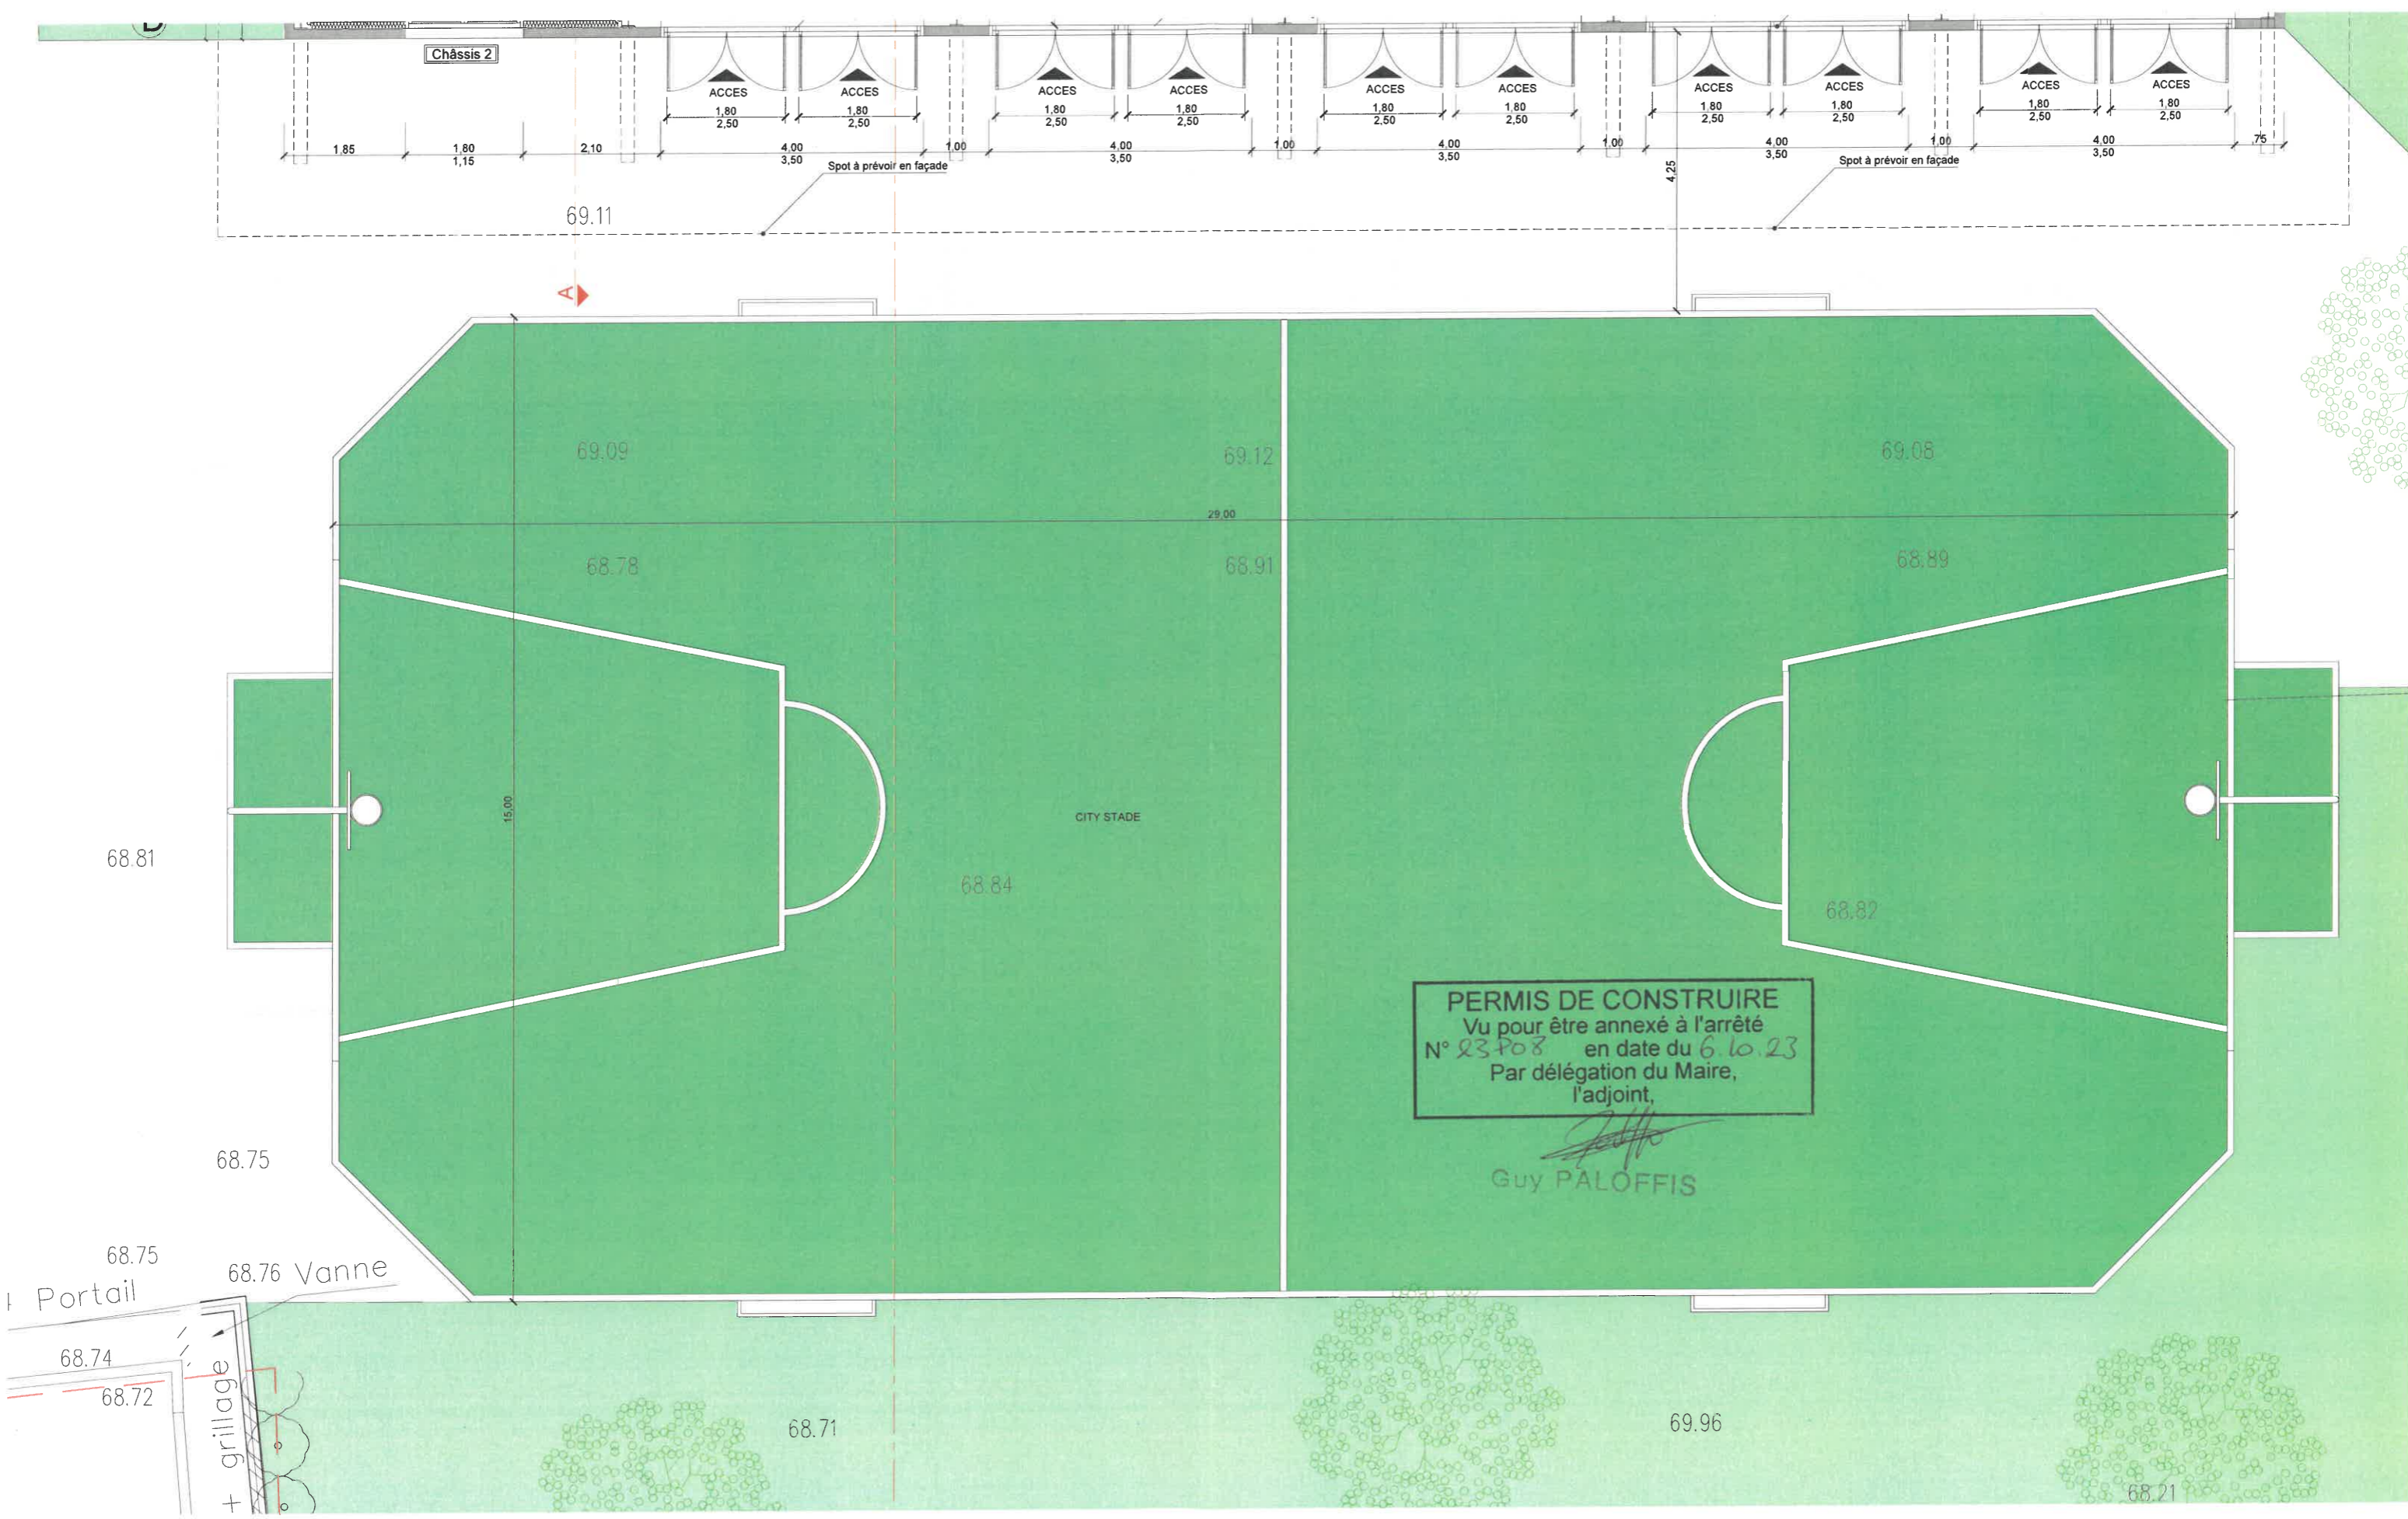 Châssis 2
ACCES ACCES ACCES ACCES ACCES ACCES ACCES ACCES ACCES ACCES
1,80 1,80 1,80 1,80 1,80 1,80 1,80 1,80 1,80 1,80
2,50 2,50 2,50 2,50 2,50 2,50 2,50 2,50 2,50 2,50
1,85 1,80 2,10 4,00 1,00 4,00 1,00 4,00 1,00 4,00 1,00 4,00 ,75
1,15 3,50 3,50 3,50 3,50 3,50
Spot à prévoir en façade
Spot à prévoir en façade
4,25
69.11
A
69.09 69.12 69.08
29,00
68.78 68.91 68.89
15,00
CITY STADE
68.81
68.84
68.82
PERMIS DE CONSTRUIRE
Vu pour être annexé à l'arrêté
N° 23P08 en date du 6.10.23
Par délégation du Maire,
l'adjoint,
Guy PALOFFIS
68.75
68.75
68.76 Vanne
Portail
68.74
68.72
+ grillage
68.71
69.96
68.21